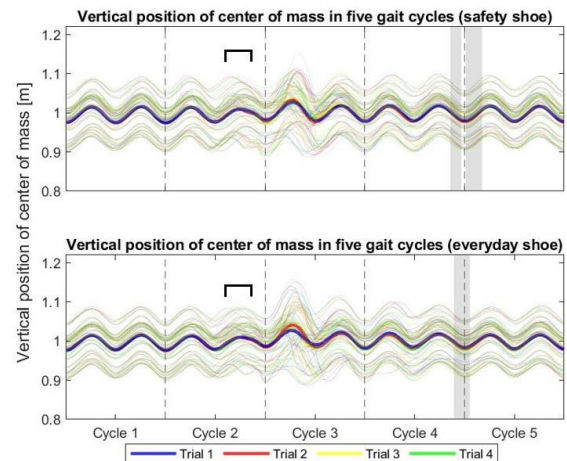 Vertical position of center of mass in five gait cycles (safety shoe)
1.2
1.1
1
0.9
0.8
Vertical position of center of mass [m]
Vertical position of center of mass in five gait cycles (everyday shoe)
1.2
1.1
1
0.9
0.8
Cycle 1 Cycle 2 Cycle 3 Cycle 4 Cycle 5
Trial 1 Trial 2 Trial 3 Trial 4